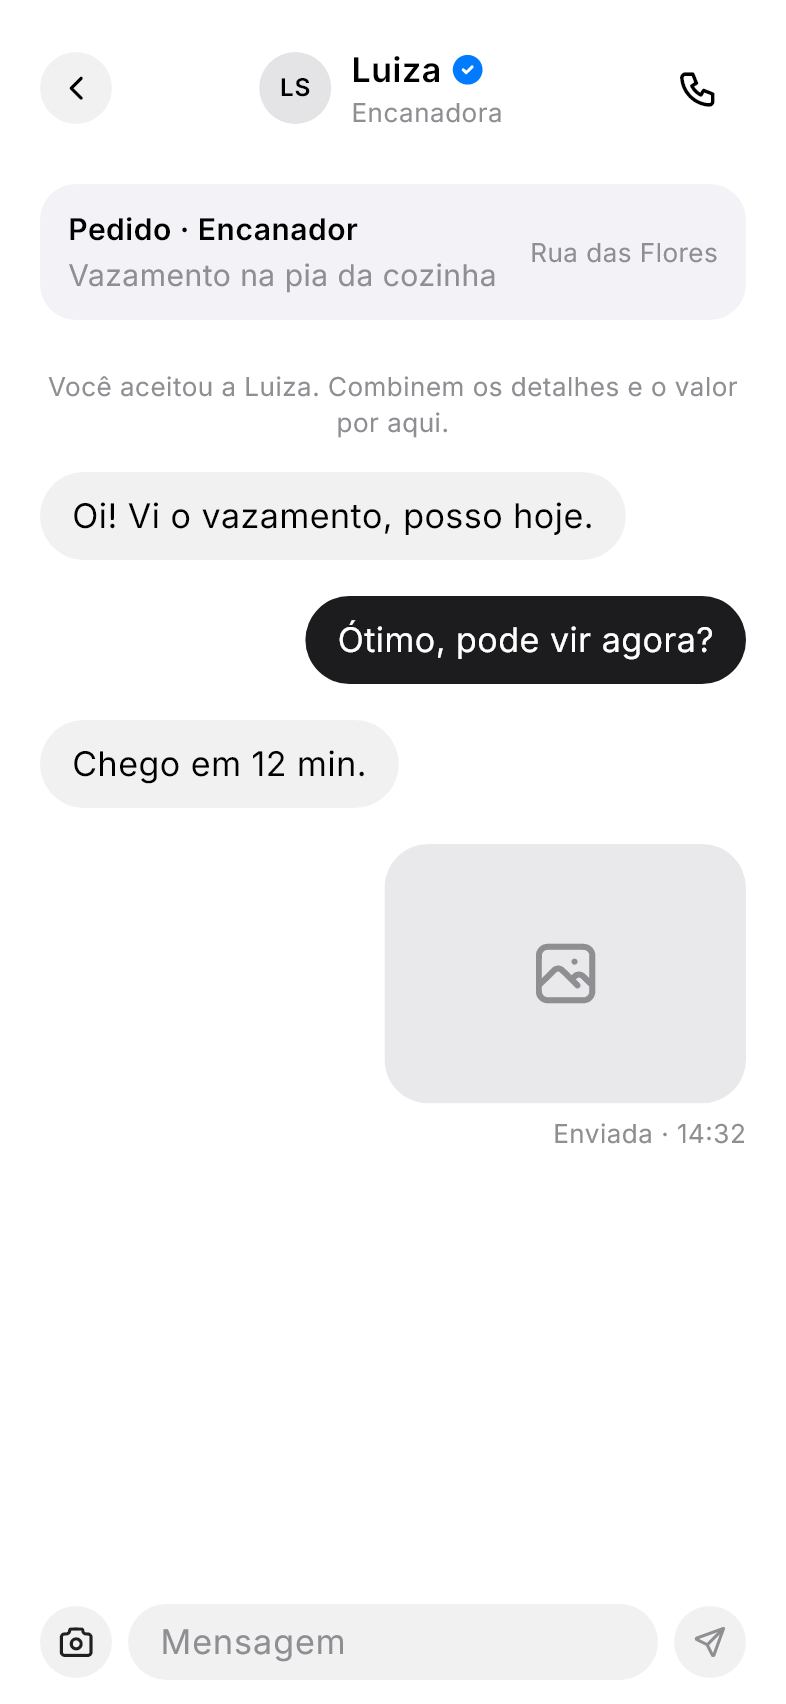 LS
Luiza
Encanadora
Pedido · Encanador
Vazamento na pia da cozinha
Rua das Flores
Você aceitou a Luiza. Combinem os detalhes e o valor
por aqui.
Oi! Vi o vazamento, posso hoje.
Ótimo, pode vir agora?
Chego em 12 min.
Enviada · 14:32
Mensagem